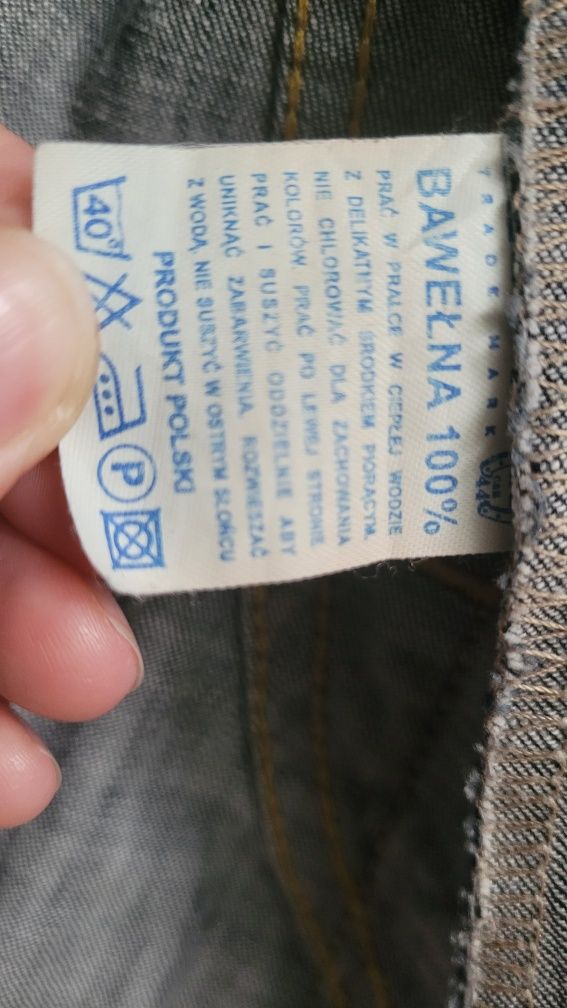 TRADE MARK
BAWEŁNA 100%
PRAĆ W PRALCE W CIEPŁEJ WODZIE
Z DELIKATNYM ŚRODKIEM PIORĄCYM.
NIE CHLOROWAĆ DLA ZACHOWANIA
KOLORÓW. PRAĆ PO LEWEJ STRONIE
PRAĆ I SUSZYĆ ODDZIELNIE ABY
UNIKNĄĆ ZABARWIENIA. ROZWIESZAĆ
Z WODĄ, NIE SUSZYĆ W OSTRYM SŁOŃCU
PRODUKT POLSKI
40° P